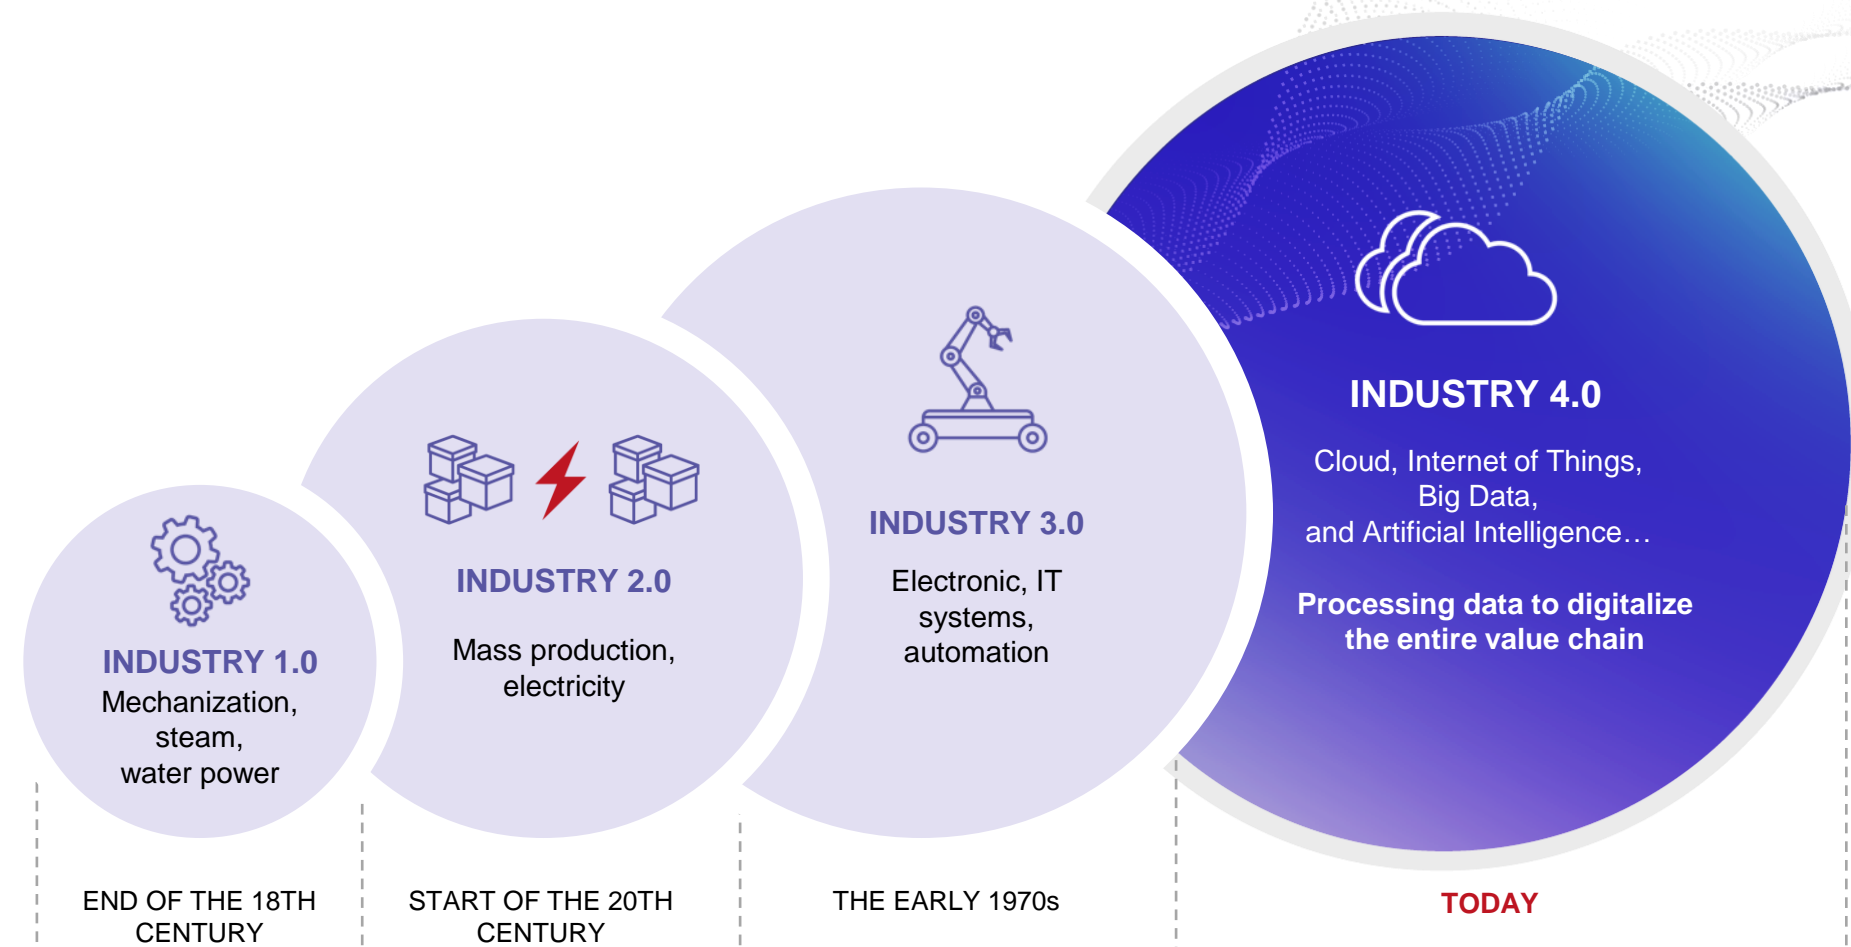 INDUSTRY 1.0
Mechanization,
steam,
water power
END OF THE 18TH
CENTURY
INDUSTRY 2.0
Mass production,
electricity
START OF THE 20TH
CENTURY
INDUSTRY 3.0
Electronic, IT
systems,
automation
THE EARLY 1970s
INDUSTRY 4.0
Cloud, Internet of Things,
Big Data,
and Artificial Intelligence…
Processing data to digitalize
the entire value chain
TODAY